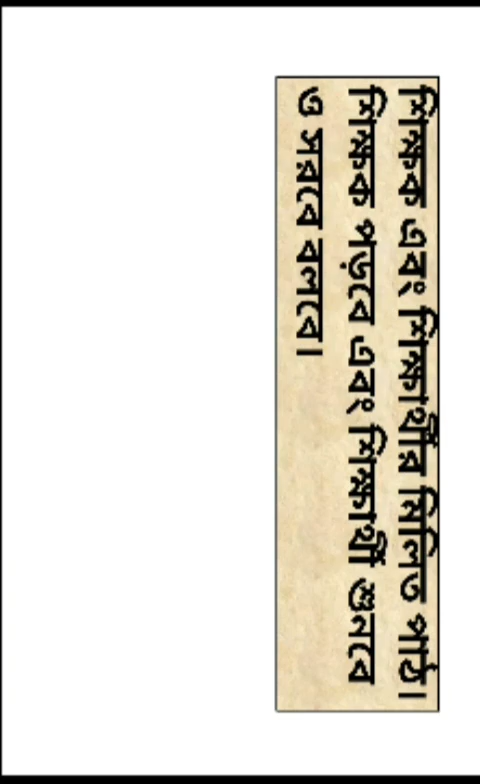 শিক্ষক এবং শিক্ষার্থীর মিলিত পাঠ।
শিক্ষক পড়বে এবং শিক্ষার্থী শুনবে
ও সরবে বলবে।